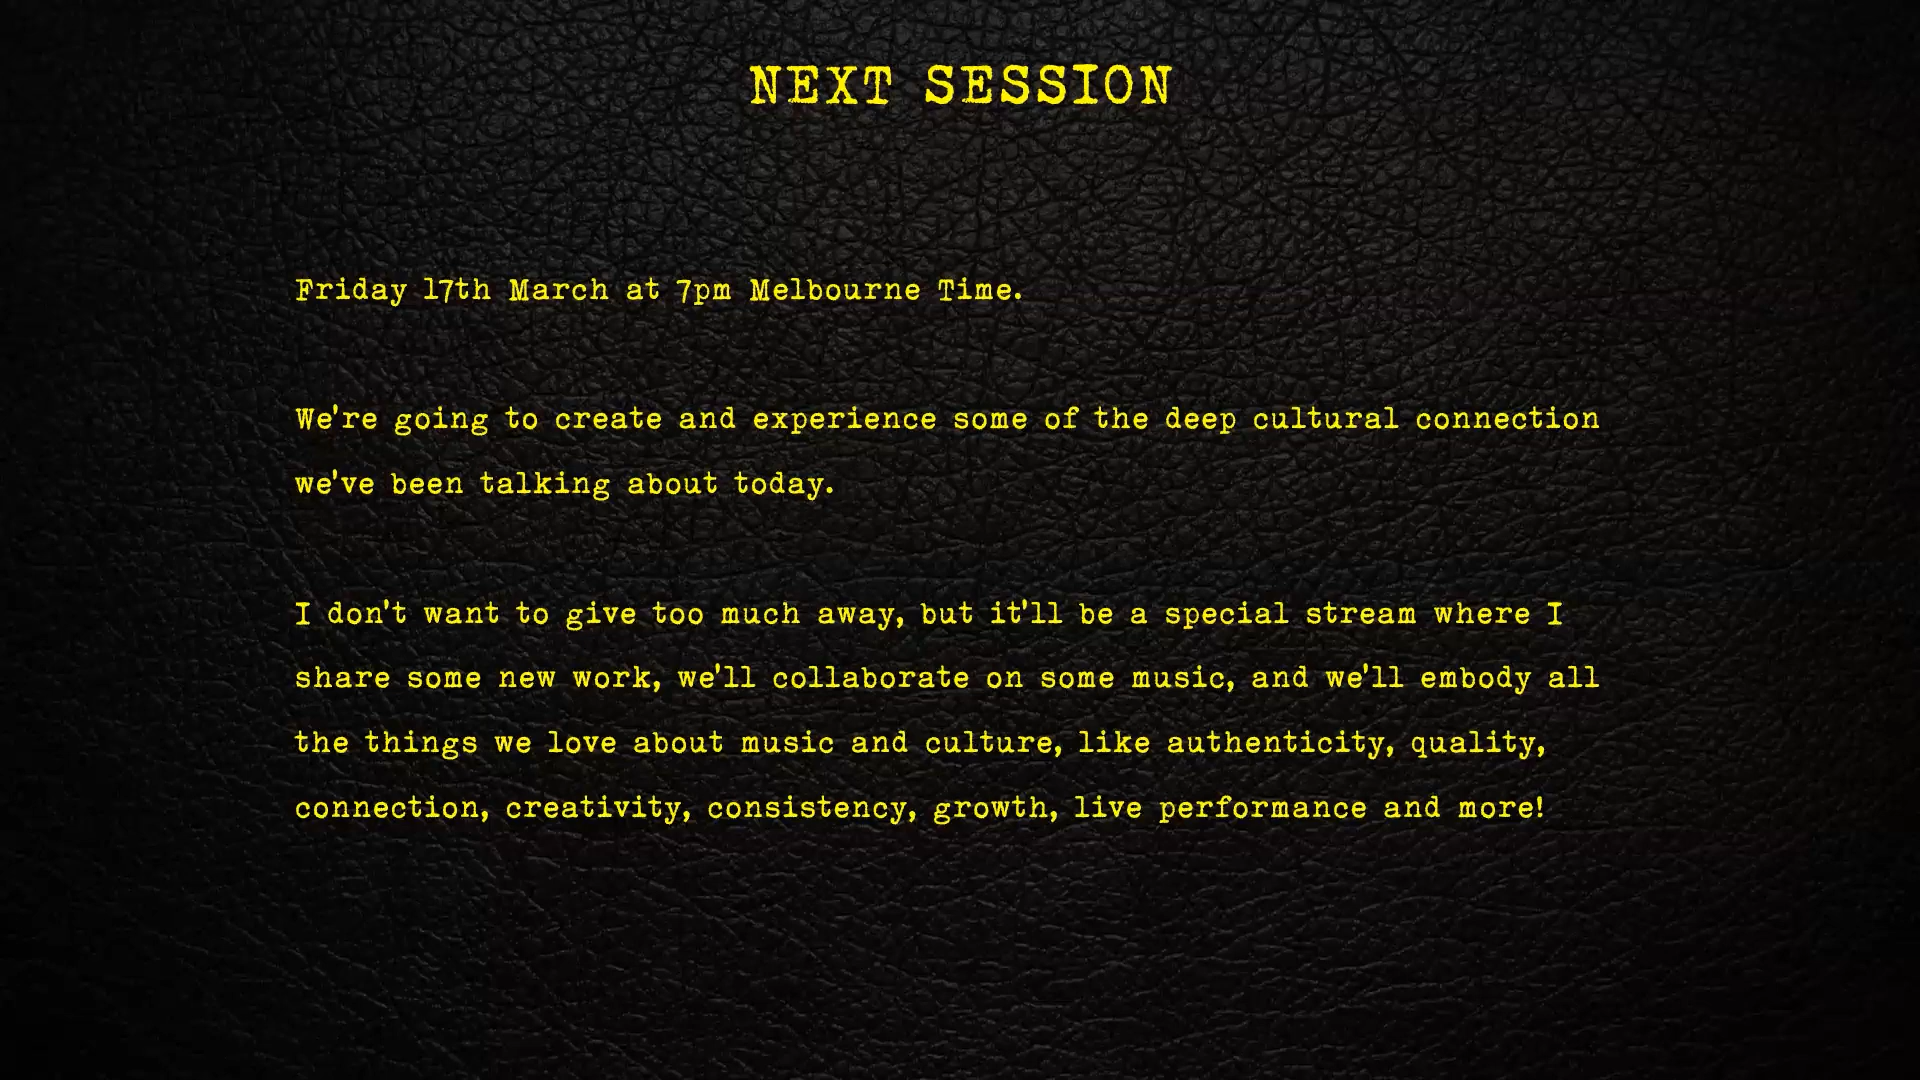 NEXT SESSION
Friday 17th March at 7pm Melbourne Time.
We're going to create and experience some of the deep cultural connection
we've been talking about today.
I don't want to give too much away, but it'll be a special stream where I
share some new work, we'll collaborate on some music, and we'll embody all
the things we love about music and culture, like authenticity, quality,
connection, creativity, consistency, growth, live performance and more!